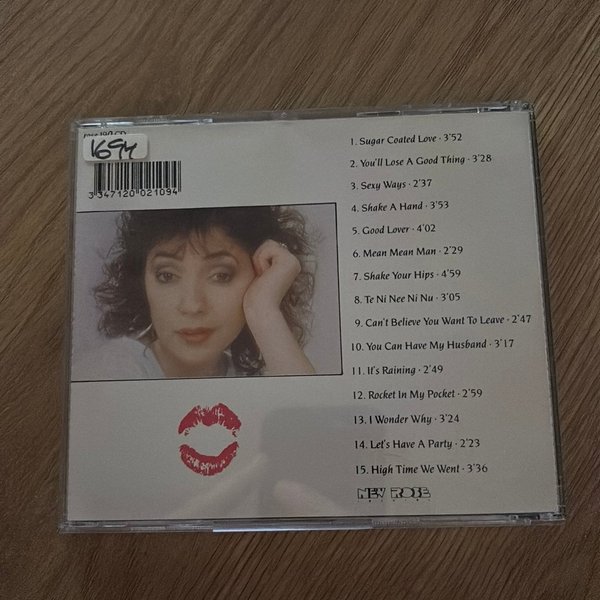 rose 190 CD
1694
3 347120 021094
1. Sugar Coated Love · 3'52
2. You'll Lose A Good Thing · 3'28
3. Sexy Ways · 2'37
4. Shake A Hand · 3'53
5. Good Lover · 4'02
6. Mean Mean Man · 2'29
7. Shake Your Hips · 4'59
8. Te Ni Nee Ni Nu · 3'05
9. Can't Believe You Want To Leave · 2'47
10. You Can Have My Husband · 3'17
11. It's Raining · 2'49
12. Rocket In My Pocket · 2'59
13. I Wonder Why · 3'24
14. Let's Have A Party · 2'23
15. High Time We Went · 3'36
NEW ROSE